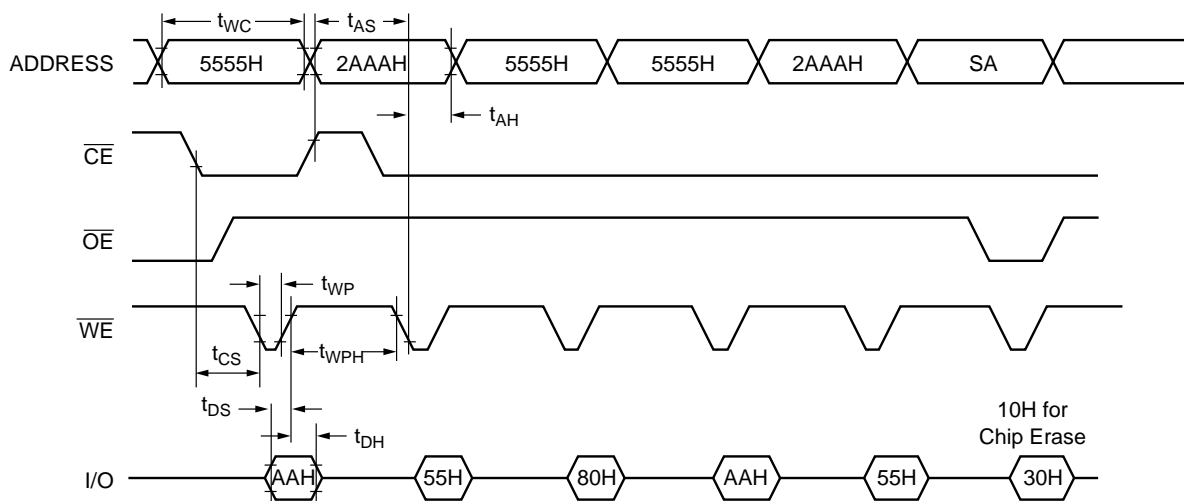 tWC tAS
ADDRESS 5555H 2AAAH 5555H 5555H 2AAAH SA
tAH
CE
OE
tWP
WE
tCS tWPH
tDS
10H for
tDH Chip Erase
I/O AAH 55H 80H AAH 55H 30H